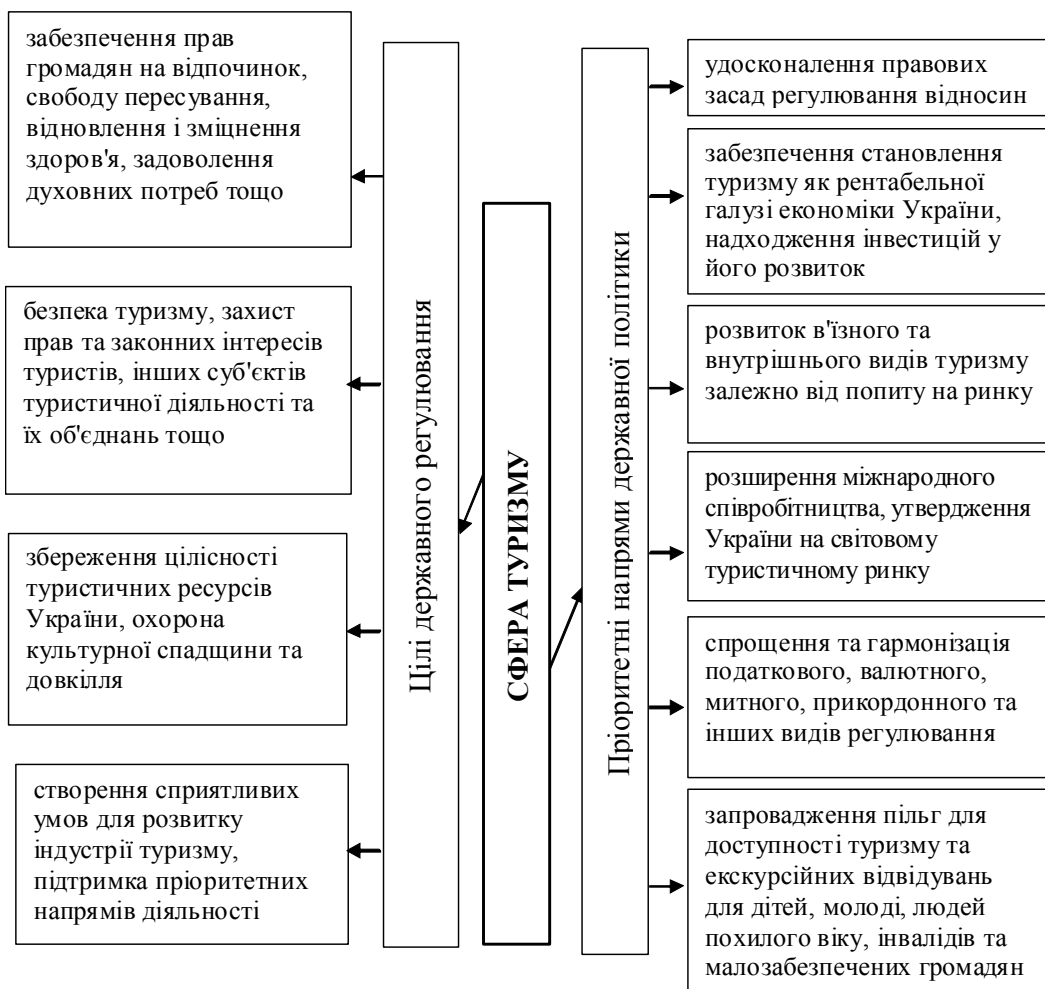 забезпечення прав
громадян на відпочинок,
свободу пересування,
відновлення і зміцнення
здоров'я, задоволення
духовних потреб тощо
безпека туризму, захист
прав та законних інтересів
туристів, інших суб'єктів
туристичної діяльності та
їх об'єднань тощо
збереження цілісності
туристичних ресурсів
України, охорона
культурної спадщини та
довкілля
створення сприятливих
умов для розвитку
індустрії туризму,
підтримка пріоритетних
напрямів діяльності
Цілі державного регулювання
СФЕРА ТУРИЗМУ
Пріоритетні напрями державної політики
удосконалення правових
засад регулювання відносин
забезпечення становлення
туризму як рентабельної
галузі економіки України,
надходження інвестицій у
його розвиток
розвиток в'їзного та
внутрішнього видів туризму
залежно від попиту на ринку
розширення міжнародного
співробітництва, утвердження
України на світовому
туристичному ринку
спрощення та гармонізація
податкового, валютного,
митного, прикордонного та
інших видів регулювання
запровадження пільг для
доступності туризму та
екскурсійних відвідувань
для дітей, молоді, людей
похилого віку, інвалідів та
малозабезпечених громадян